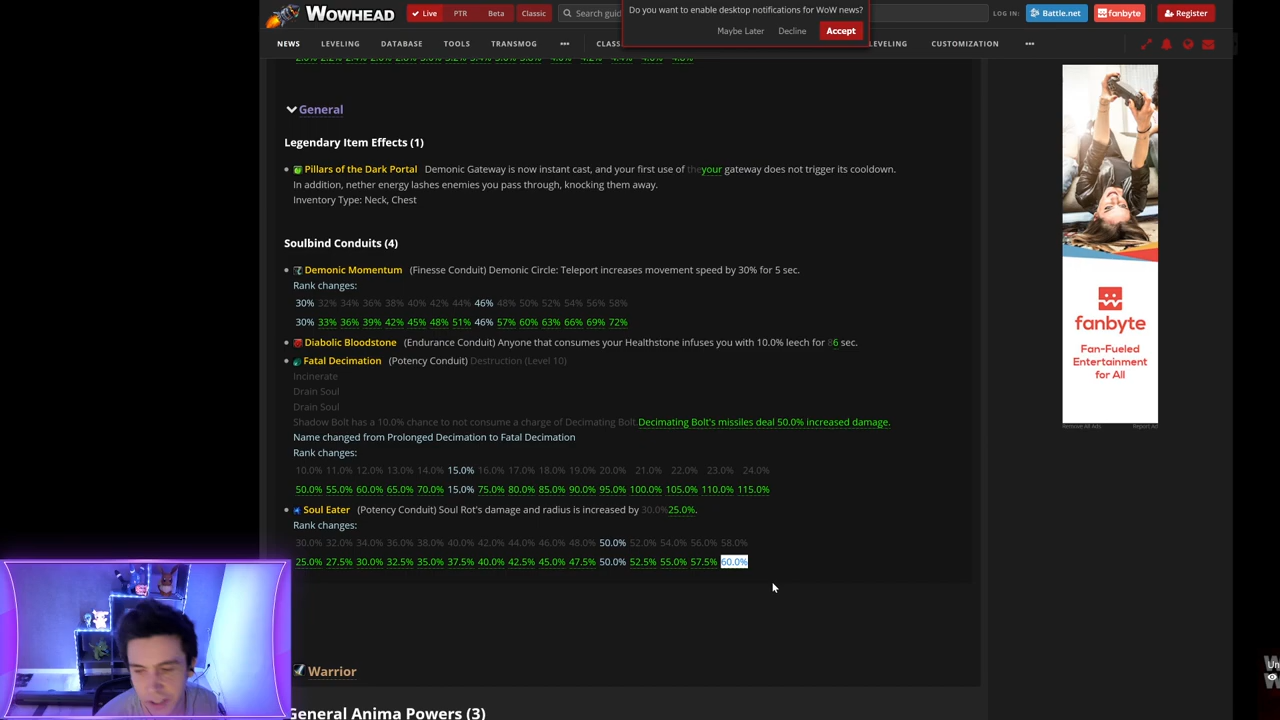 Do you want to enable desktop notifications for WoW news?
Maybe Later Decline Accept
WOWHEAD Live PTR Beta Classic Search guid LOG IN: Battle.net fanbyte Register
NEWS LEVELING DATABASE TOOLS TRANSMOG ••• CLASS LEVELING CUSTOMIZATION •••
General
Legendary Item Effects (1)
Pillars of the Dark Portal Demonic Gateway is now instant cast, and your first use of theyour gateway does not trigger its cooldown.
In addition, nether energy lashes enemies you pass through, knocking them away.
Inventory Type: Neck, Chest
Soulbind Conduits (4)
Demonic Momentum (Finesse Conduit) Demonic Circle: Teleport increases movement speed by 30% for 5 sec.
Rank changes:
30% 32% 34% 36% 38% 40% 42% 44% 46% 48% 50% 52% 54% 56% 58%
30% 33% 36% 39% 42% 45% 48% 51% 46% 57% 60% 63% 66% 69% 72%
Diabolic Bloodstone (Endurance Conduit) Anyone that consumes your Healthstone infuses you with 10.0% leech for 86 sec.
Fatal Decimation (Potency Conduit) Destruction (Level 10)
Incinerate
Drain Soul
Drain Soul
Shadow Bolt has a 10.0% chance to not consume a charge of Decimating Bolt.Decimating Bolt's missiles deal 50.0% increased damage.
Name changed from Prolonged Decimation to Fatal Decimation
Rank changes:
10.0% 11.0% 12.0% 13.0% 14.0% 15.0% 16.0% 17.0% 18.0% 19.0% 20.0% 21.0% 22.0% 23.0% 24.0%
50.0% 55.0% 60.0% 65.0% 70.0% 15.0% 75.0% 80.0% 85.0% 90.0% 95.0% 100.0% 105.0% 110.0% 115.0%
Soul Eater (Potency Conduit) Soul Rot's damage and radius is increased by 30.0%25.0%.
Rank changes:
30.0% 32.0% 34.0% 36.0% 38.0% 40.0% 42.0% 44.0% 46.0% 48.0% 50.0% 52.0% 54.0% 56.0% 58.0%
25.0% 27.5% 30.0% 32.5% 35.0% 37.5% 40.0% 42.5% 45.0% 47.5% 50.0% 52.5% 55.0% 57.5% 60.0%
Warrior
General Anima Powers (3)
fanbyte
Fan-Fueled
Entertainment
for All
Remove All Ads Report Ad
Un